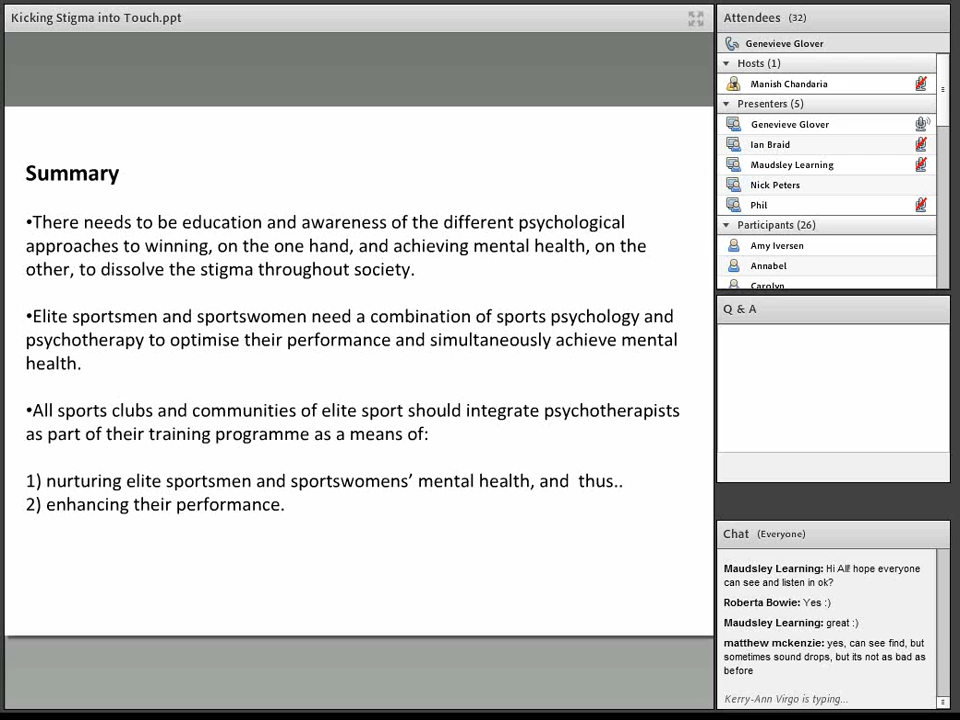 Kicking Stigma into Touch.ppt
Summary
•There needs to be education and awareness of the different psychological
approaches to winning, on the one hand, and achieving mental health, on the
other, to dissolve the stigma throughout society.
•Elite sportsmen and sportswomen need a combination of sports psychology and
psychotherapy to optimise their performance and simultaneously achieve mental
health.
•All sports clubs and communities of elite sport should integrate psychotherapists
as part of their training programme as a means of:
1) nurturing elite sportsmen and sportswomens’ mental health, and  thus..
2) enhancing their performance.
Attendees (32)
Genevieve Glover
Hosts (1)
Manish Chandaria
Presenters (5)
Genevieve Glover
Ian Braid
Maudsley Learning
Nick Peters
Phil
Participants (26)
Amy Iversen
Annabel
Carolyn
Q & A
Chat (Everyone)
Maudsley Learning: Hi All! hope everyone
can see and listen in ok?
Roberta Bowie: Yes :)
Maudsley Learning: great :)
matthew mckenzie: yes, can see find, but
sometimes sound drops, but its not as bad as
before
Kerry-Ann Virgo is typing...